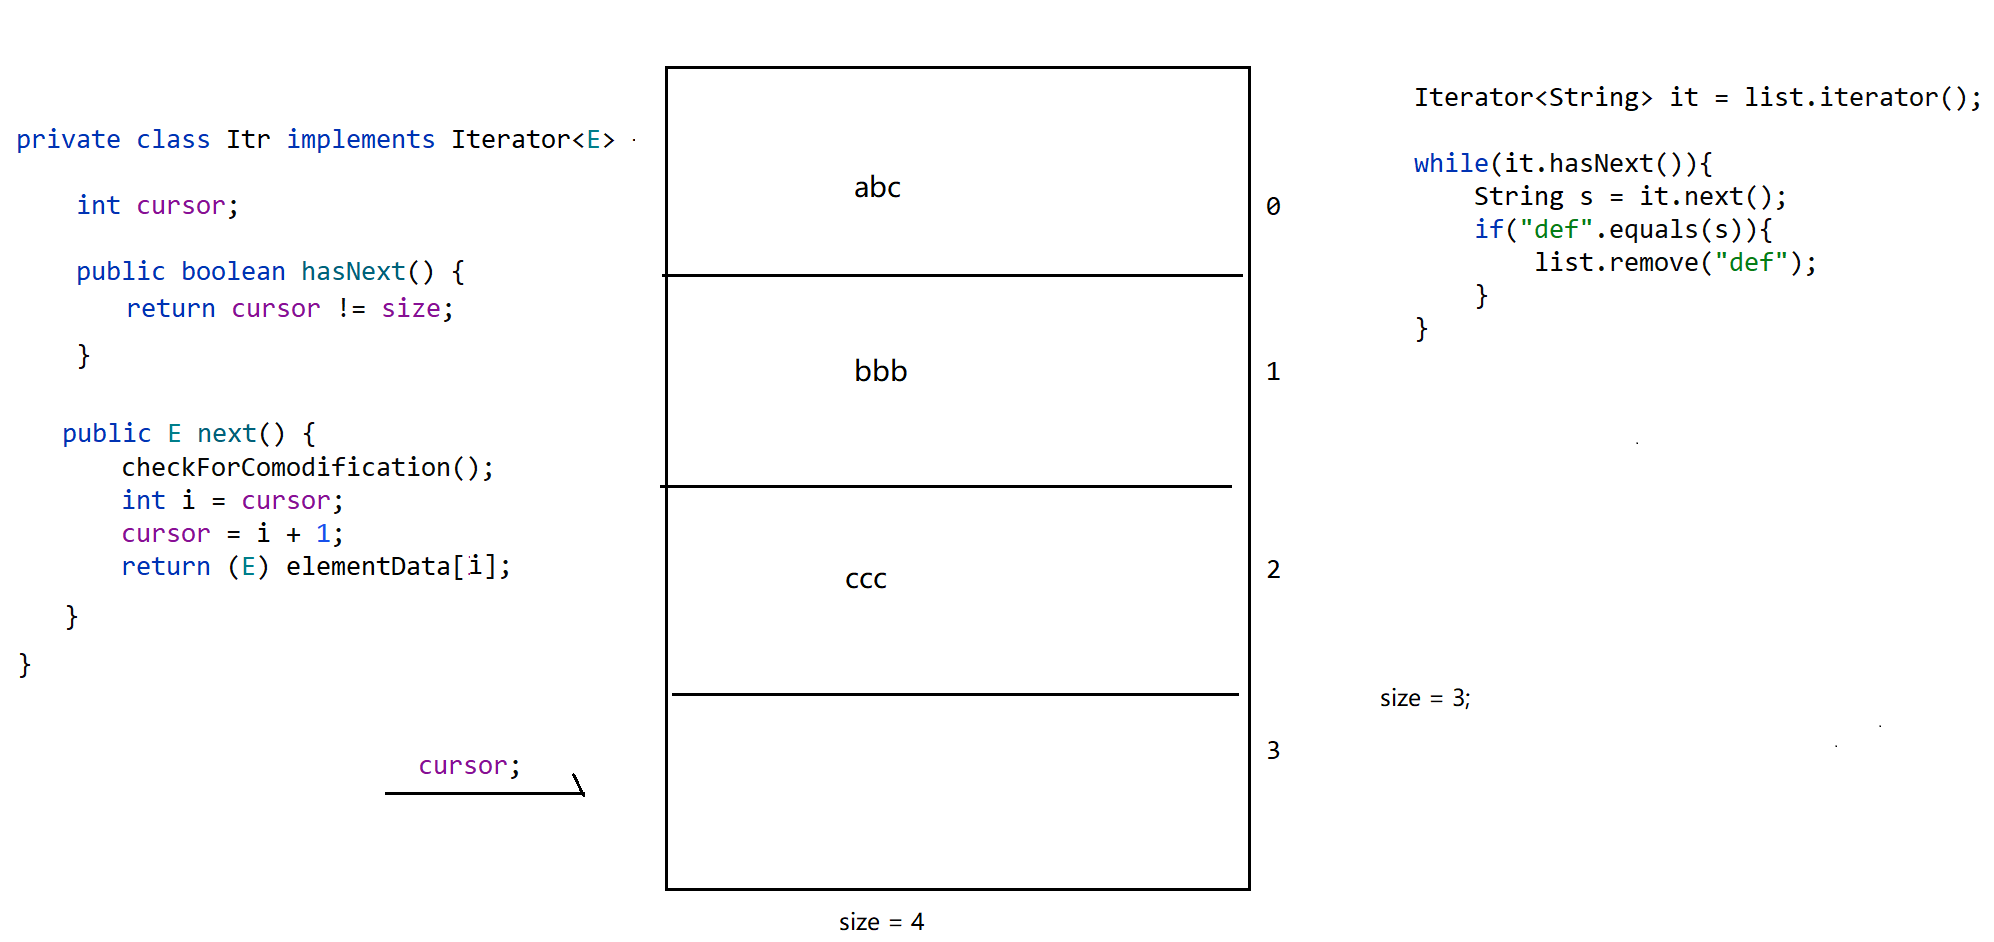 private class Itr implements Iterator<E>
int cursor;
public boolean hasNext() {
return cursor != size;
}
public E next() {
checkForComodification();
int i = cursor;
cursor = i + 1;
return (E) elementData[i];
}
}
cursor;
abc
bbb
ccc
size = 4
0
1
2
3
Iterator<String> it = list.iterator();
while(it.hasNext()){
String s = it.next();
if("def".equals(s)){
list.remove("def");
}
}
size = 3;